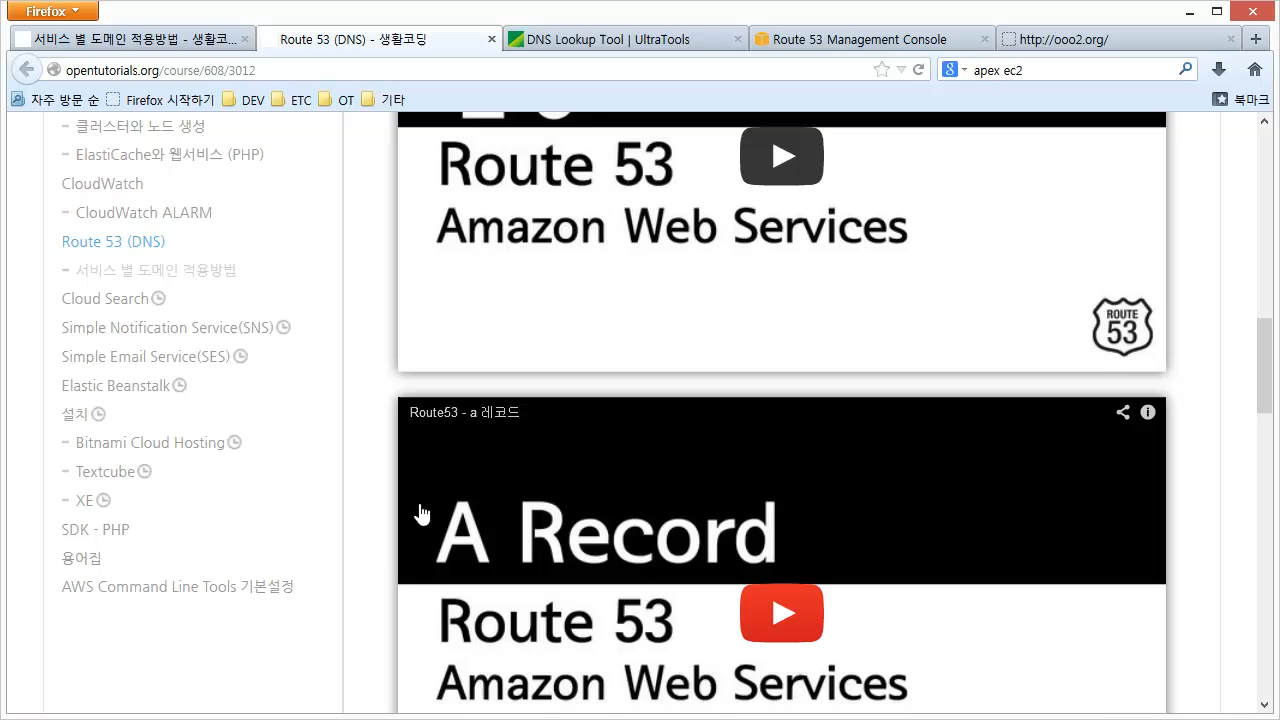 Firefox
서비스 별 도메인 적용방법 - 생활코...
Route 53 (DNS) - 생활코딩
DNS Lookup Tool | UltraTools
Route 53 Management Console
http://ooo2.org/
opentutorials.org/course/608/3012
apex ec2
자주 방문 순
Firefox 시작하기
DEV
ETC
OT
기타
북마크
- 클러스터와 노드 생성
- ElastiCache와 웹서비스 (PHP)
CloudWatch
- CloudWatch ALARM
Route 53 (DNS)
- 서비스 별 도메인 적용방법
Cloud Search
Simple Notification Service(SNS)
Simple Email Service(SES)
Elastic Beanstalk
설치
- Bitnami Cloud Hosting
- Textcube
- XE
SDK - PHP
용어집
AWS Command Line Tools 기본설정
Route 53
Amazon Web Services
ROUTE
53
Route53 - a 레코드
A Record
Route 53
Amazon Web Services